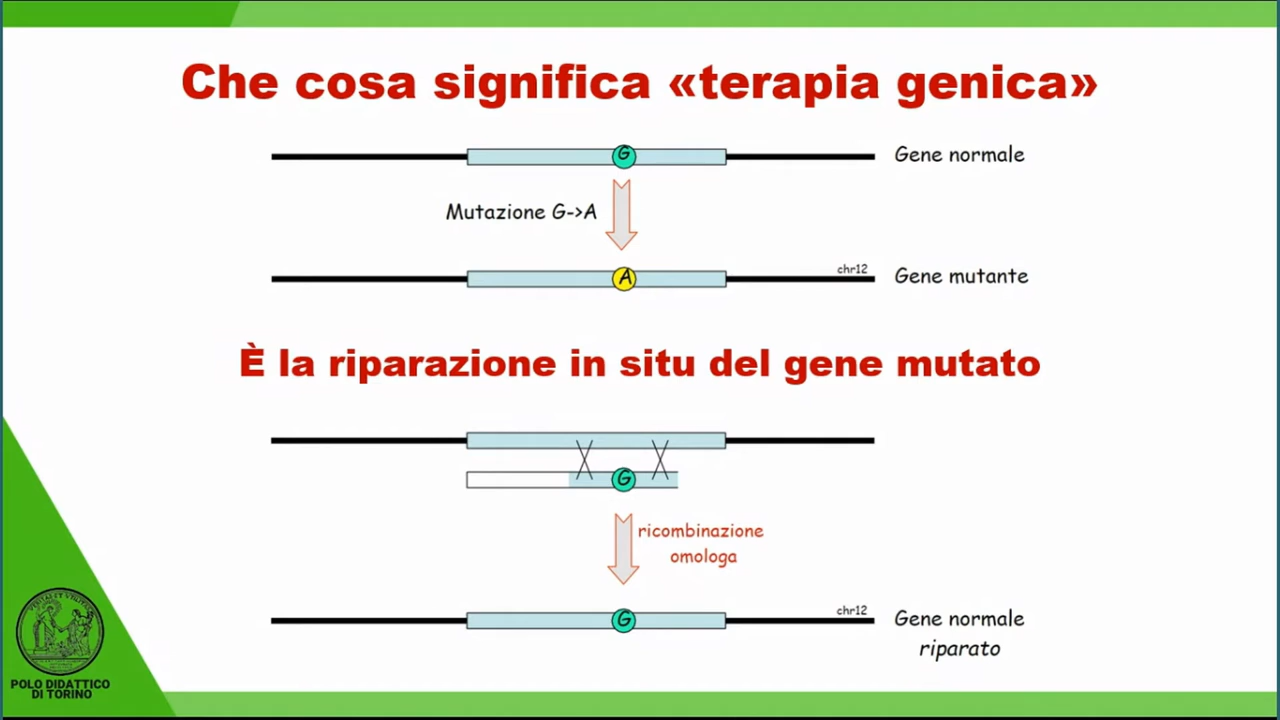 Che cosa significa «terapia genica»
G
Gene normale
Mutazione G->A
chr12
A
Gene mutante
È la riparazione in situ del gene mutato
G
ricombinazione
omologa
chr12
G
Gene normale
riparato
POLO DIDATTICO
DI TORINO